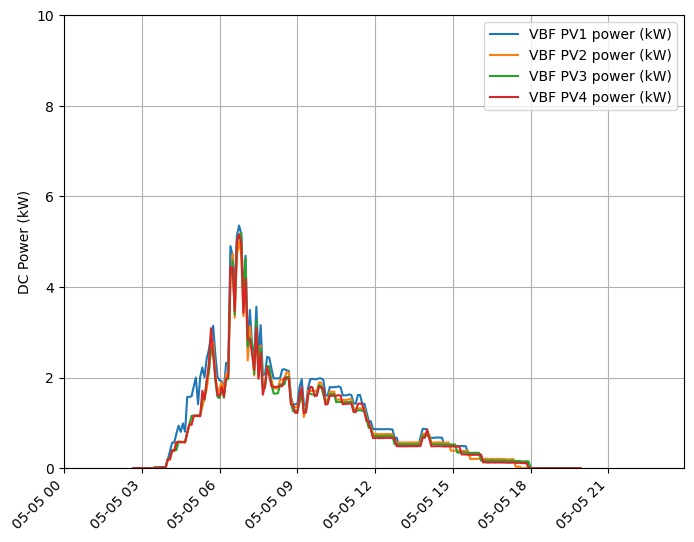 10
8
6
4
2
0
DC Power (kW)
VBF PV1 power (kW)
VBF PV2 power (kW)
VBF PV3 power (kW)
VBF PV4 power (kW)
05-05 00
05-05 03
05-05 06
05-05 09
05-05 12
05-05 15
05-05 18
05-05 21